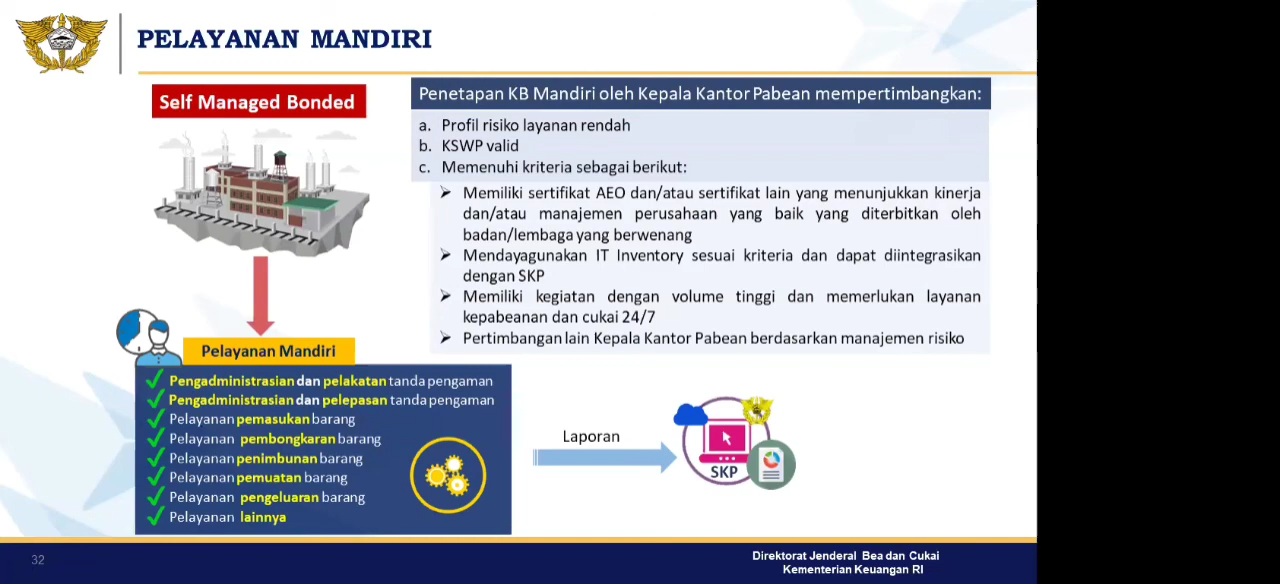 PELAYANAN MANDIRI
Self Managed Bonded
Penetapan KB Mandiri oleh Kepala Kantor Pabean mempertimbangkan:
a. Profil risiko layanan rendah
b. KSWP valid
c. Memenuhi kriteria sebagai berikut:
➢ Memiliki sertifikat AEO dan/atau sertifikat lain yang menunjukkan kinerja
dan/atau manajemen perusahaan yang baik yang diterbitkan oleh
badan/lembaga yang berwenang
➢ Mendayagunakan IT Inventory sesuai kriteria dan dapat diintegrasikan
dengan SKP
➢ Memiliki kegiatan dengan volume tinggi dan memerlukan layanan
kepabeanan dan cukai 24/7
➢ Pertimbangan lain Kepala Kantor Pabean berdasarkan manajemen risiko
Pelayanan Mandiri
✓ Pengadministrasian dan pelakatan tanda pengaman
✓ Pengadministrasian dan pelepasan tanda pengaman
✓ Pelayanan pemasukan barang
✓ Pelayanan pembongkaran barang
✓ Pelayanan penimbunan barang
✓ Pelayanan pemuatan barang
✓ Pelayanan pengeluaran barang
✓ Pelayanan lainnya
Laporan
SKP
32
Direktorat Jenderal Bea dan Cukai
Kementerian Keuangan RI